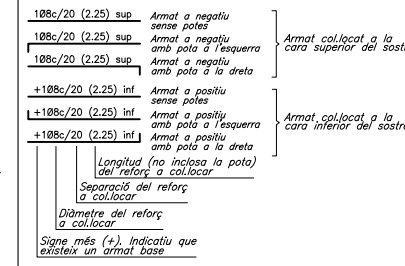 1Ø8c/20 (2.25) sup
Armat a negatiu
sense potes
1Ø8c/20 (2.25) sup
Armat a negatiu
amb pota a l'esquerra
1Ø8c/20 (2.25) sup
Armat a negatiu
amb pota a la dreta
Armat col.locat a la
cara superior del
+1Ø8c/20 (2.25) inf
Armat a positiu
sense potes
+1Ø8c/20 (2.25) inf
Armat a positiu
amb pota a l'esquerra
+1Ø8c/20 (2.25) inf
Armat a positiu
amb pota a la dreta
Armat col.locat a la
cara inferior del
Longitud (no inclosa la pota)
del reforç a col.locar
Separació del reforç
a col.locar
Diàmetre del reforç
a col.locar
Signe més (+). Indicatiu que
existeix un armat base